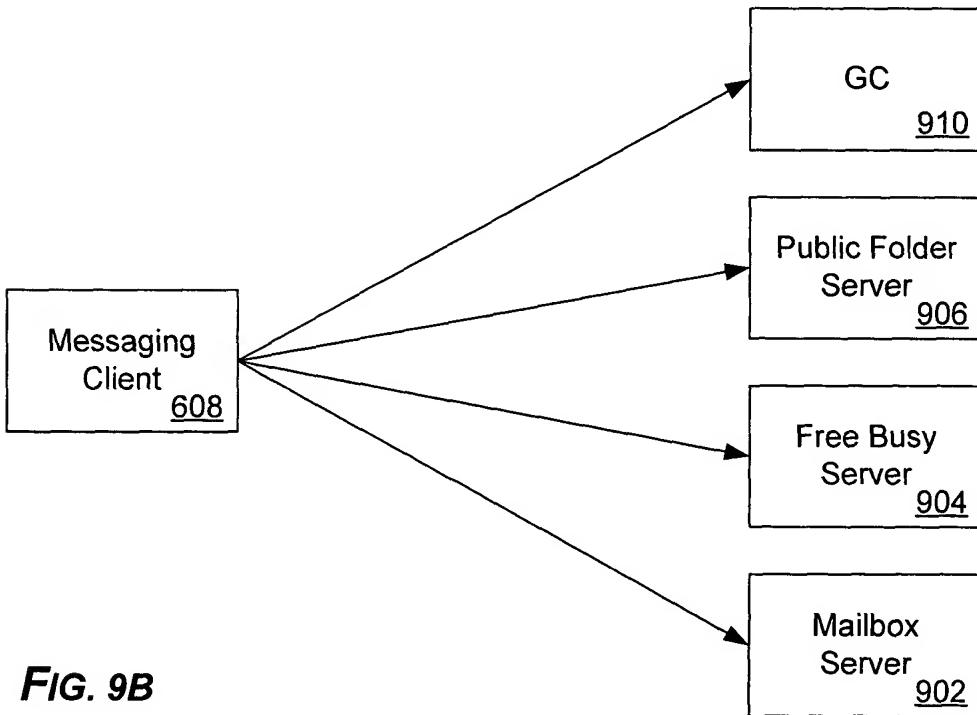 GC
910
Public Folder
Server
906
Messaging
Client
608
Free Busy
Server
904
Mailbox
Server
902
FIG. 9B